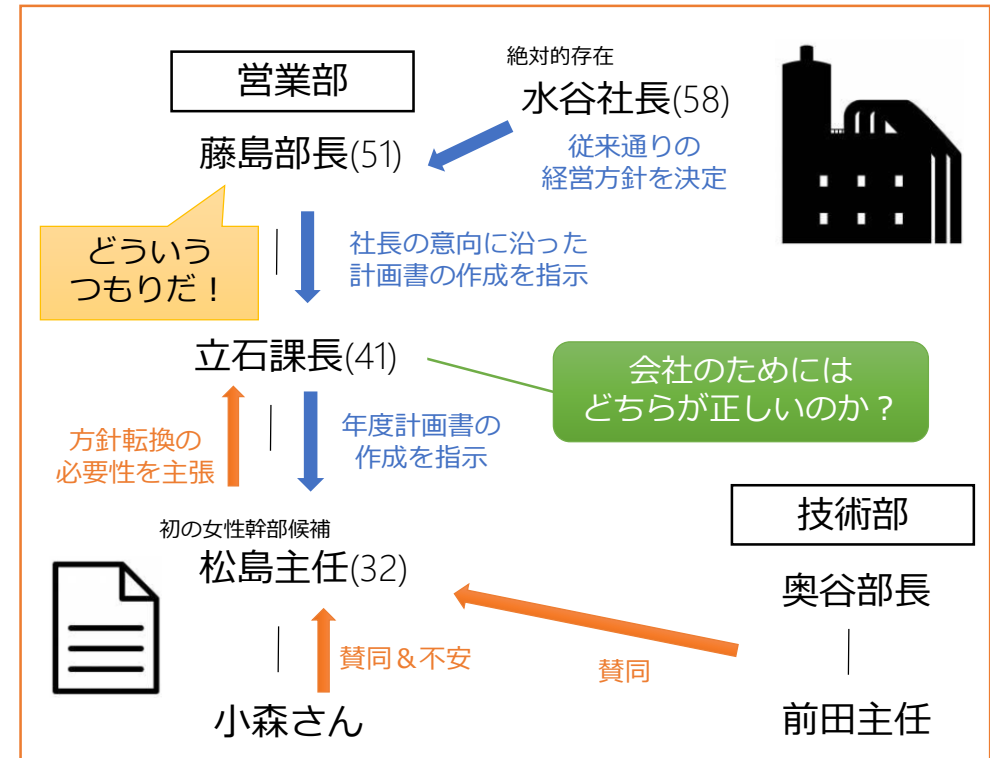 絶対的存在
営業部
水谷社長(58)
藤島部長(51)
従来通りの
経営方針を決定
どういう
つもりだ！
社長の意向に沿った
計画書の作成を指示
立石課長(41)
会社のためには
どちらが正しいのか？
方針転換の
必要性を主張
年度計画書の
作成を指示
初の女性幹部候補
松島主任(32)
技術部
奥谷部長
賛同＆不安
賛同
小森さん
前田主任